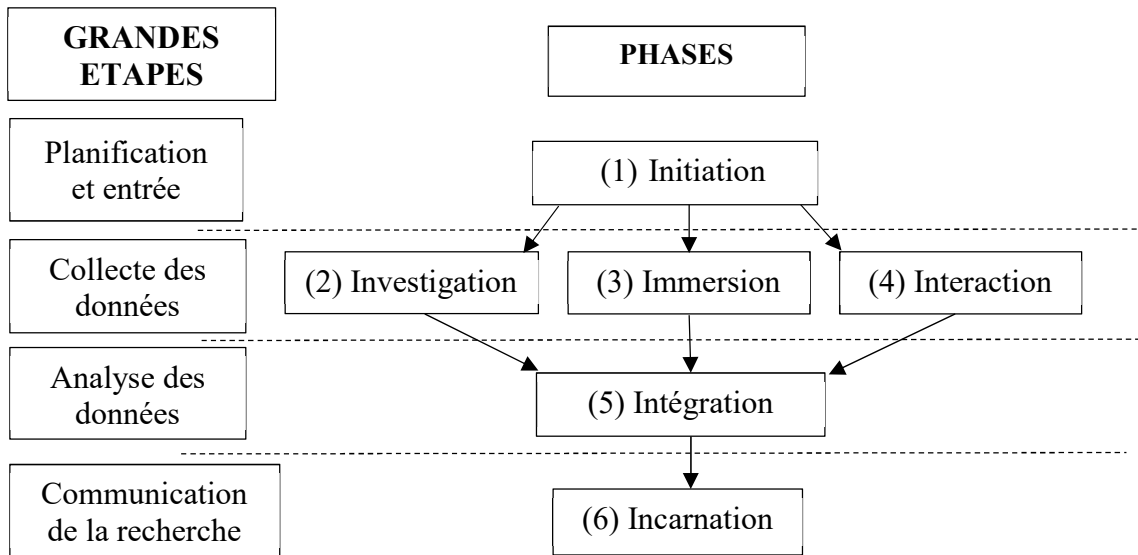 GRANDES
ETAPES
PHASES
Planification
et entrée
(1) Initiation
Collecte des
données
(2) Investigation
(3) Immersion
(4) Interaction
Analyse des
données
(5) Intégration
Communication
de la recherche
(6) Incarnation